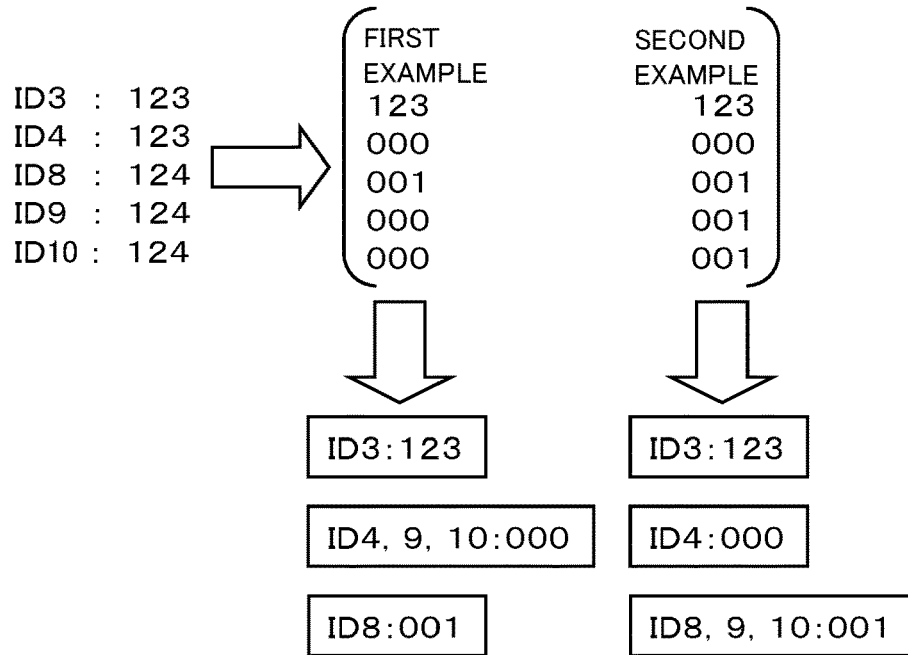 ID3 : 123
ID4 : 123
ID8 : 124
ID9 : 124
ID10 : 124
FIRST
EXAMPLE
123
000
001
000
000
SECOND
EXAMPLE
123
000
001
001
001
ID3:123
ID4, 9, 10:000
ID8:001
ID3:123
ID4:000
ID8, 9, 10:001